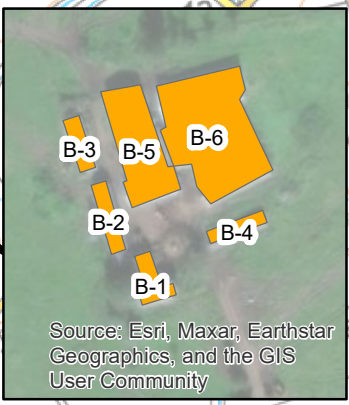 B-3
B-5
B-6
B-2
B-4
B-1
Source: Esri, Maxar, Earthstar
Geographics, and the GIS
User Community